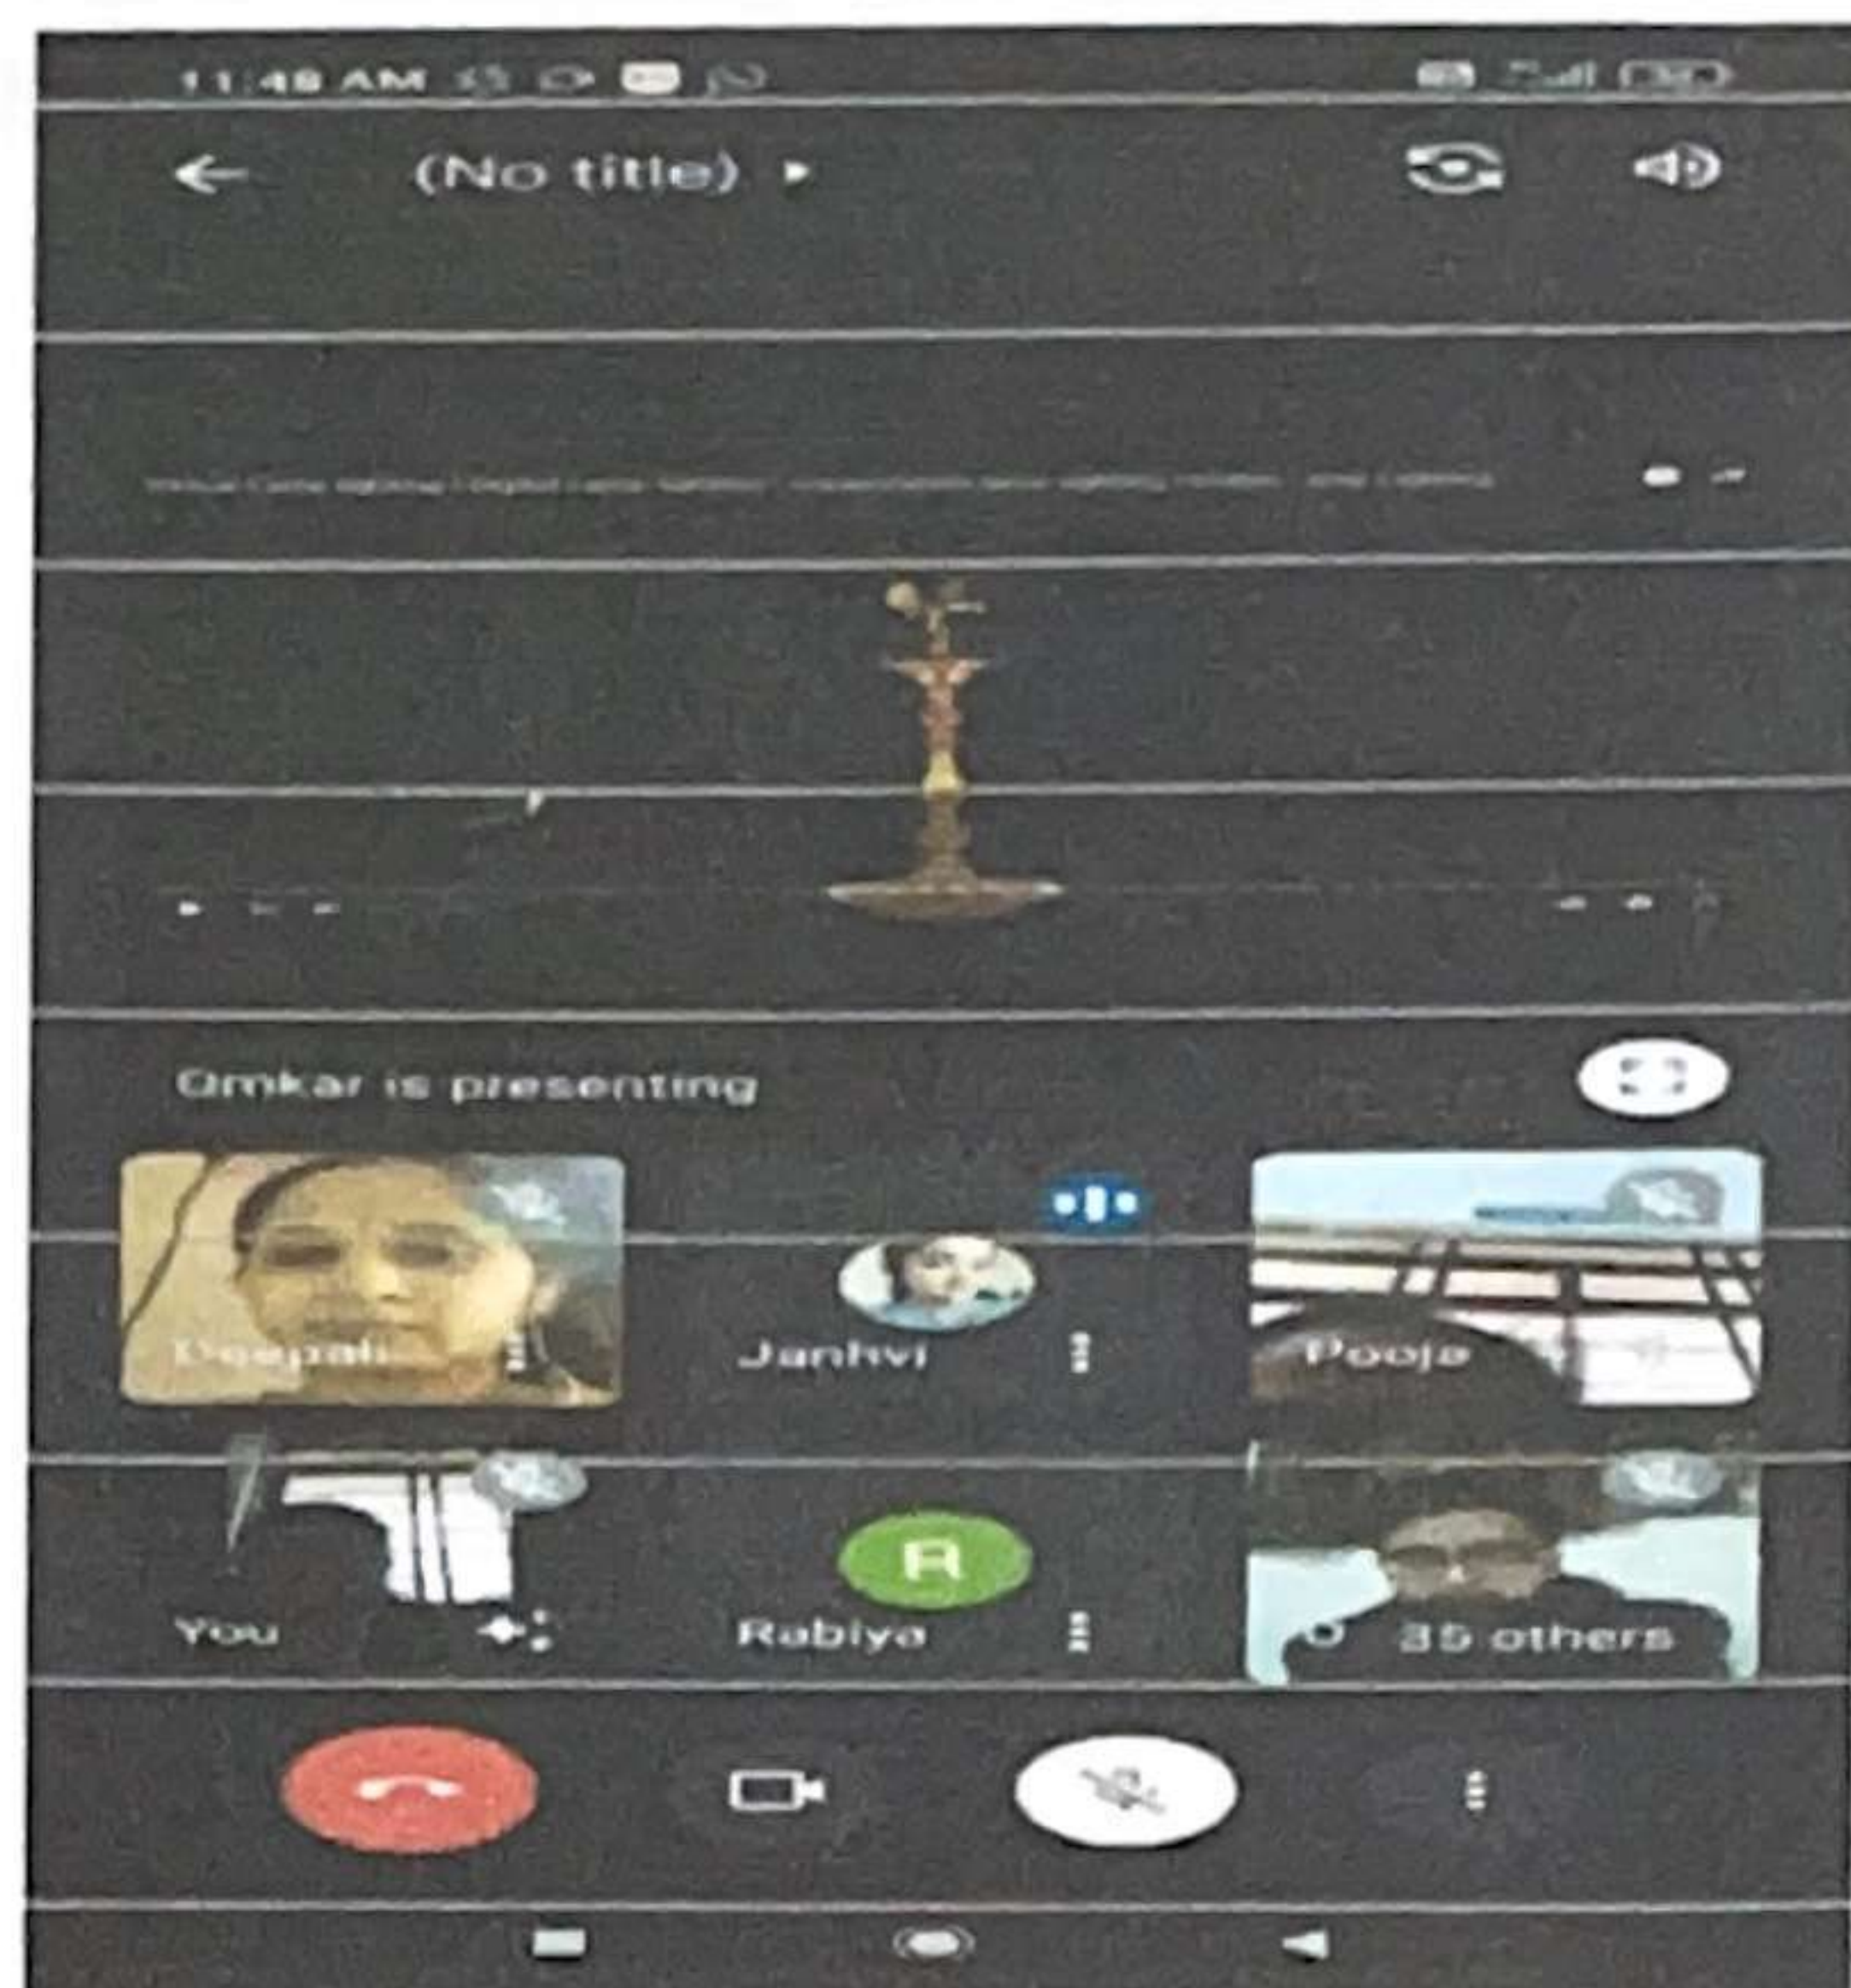 11:48 AM
(No title)
Omkar is presenting
Deepali
Janhvi
Pooja
You
R
Rabiya
35 others